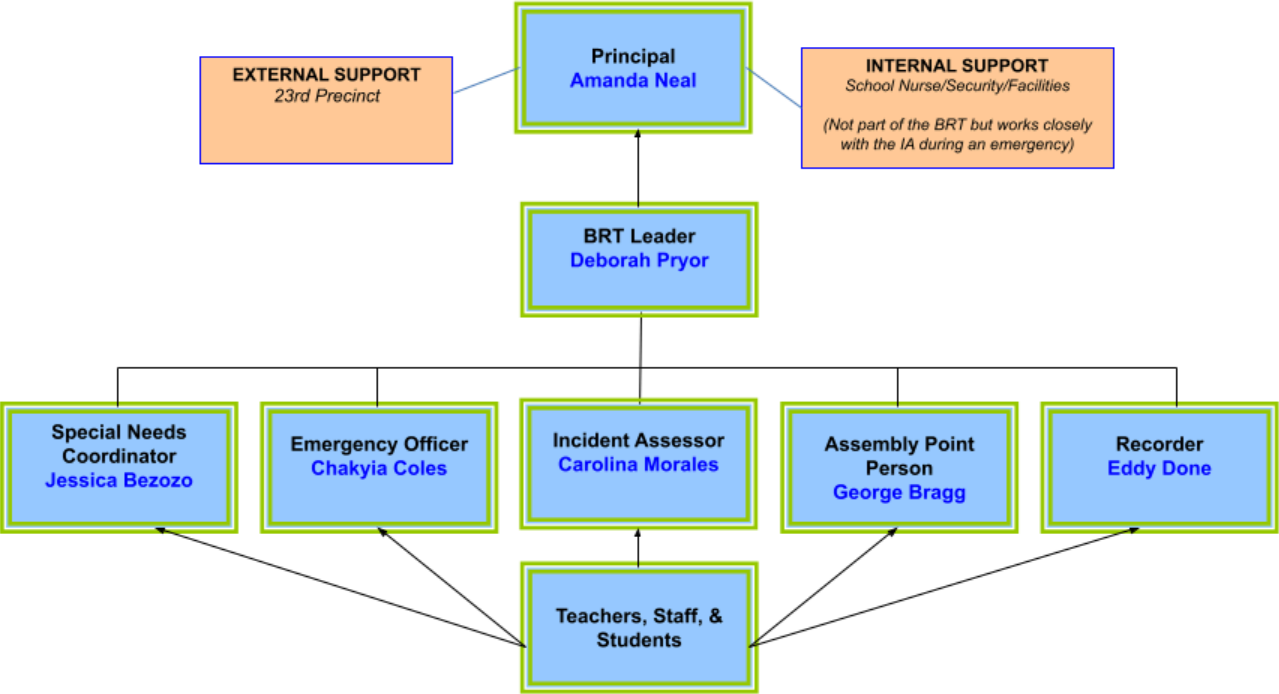 Principal
Amanda Neal
EXTERNAL SUPPORT
23rd Precinct
INTERNAL SUPPORT
School Nurse/Security/Facilities
(Not part of the BRT but works closely
with the IA during an emergency)
BRT Leader
Deborah Pryor
Special Needs
Coordinator
Jessica Bezozo
Emergency Officer
Chakyia Coles
Incident Assessor
Carolina Morales
Assembly Point
Person
George Bragg
Recorder
Eddy Done
Teachers, Staff, &
Students